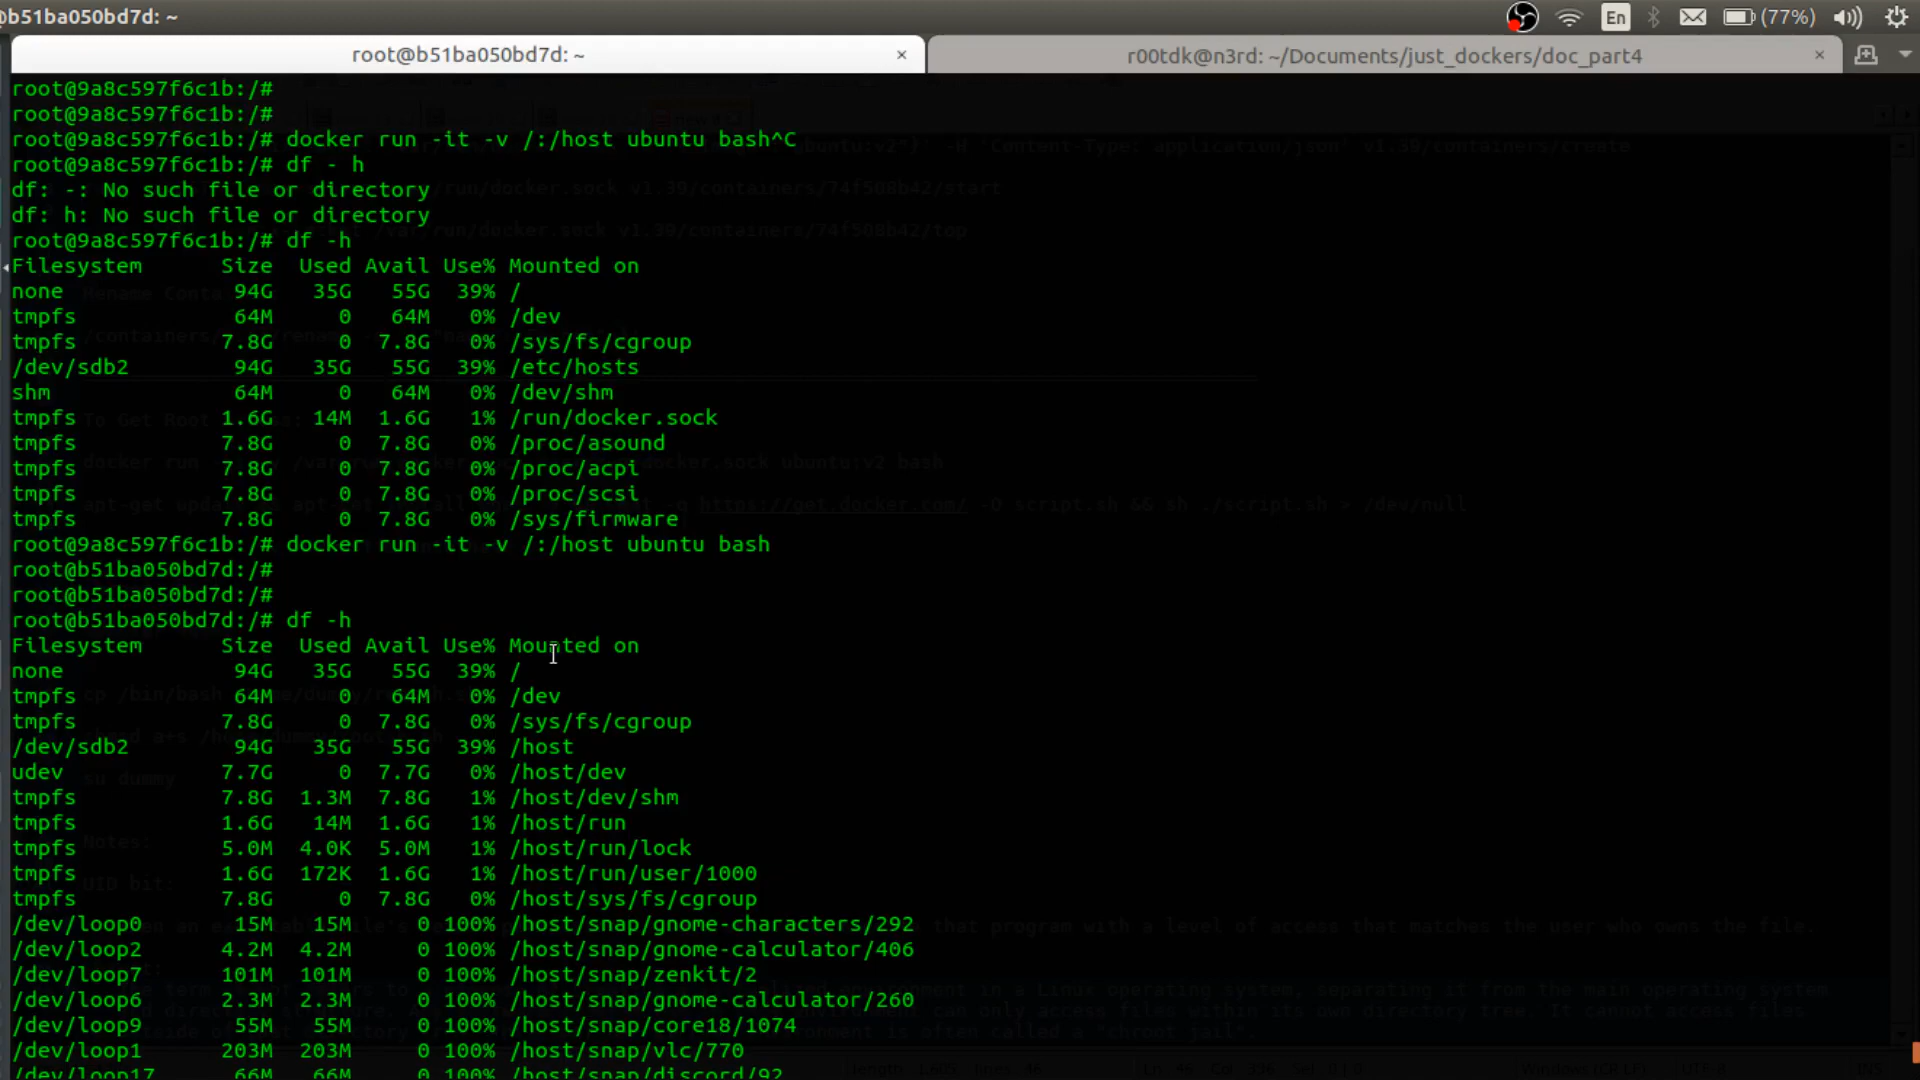 @b51ba050bd7d: ~
En
(77%)
root@b51ba050bd7d: ~ ×
r00tdk@n3rd: ~/Documents/just_dockers/doc_part4 ×
root@9a8c597f6c1b:/#
root@9a8c597f6c1b:/#
root@9a8c597f6c1b:/# docker run -it -v /:/host ubuntu bash^C
root@9a8c597f6c1b:/# df - h
df: -: No such file or directory
df: h: No such file or directory
root@9a8c597f6c1b:/# df -h
Filesystem Size Used Avail Use% Mounted on
none 94G 35G 55G 39% /
tmpfs 64M 0 64M 0% /dev
tmpfs 7.8G 0 7.8G 0% /sys/fs/cgroup
/dev/sdb2 94G 35G 55G 39% /etc/hosts
shm 64M 0 64M 0% /dev/shm
tmpfs 1.6G 14M 1.6G 1% /run/docker.sock
tmpfs 7.8G 0 7.8G 0% /proc/asound
tmpfs 7.8G 0 7.8G 0% /proc/acpi
tmpfs 7.8G 0 7.8G 0% /proc/scsi
tmpfs 7.8G 0 7.8G 0% /sys/firmware
root@9a8c597f6c1b:/# docker run -it -v /:/host ubuntu bash
root@b51ba050bd7d:/#
root@b51ba050bd7d:/#
root@b51ba050bd7d:/# df -h
Filesystem Size Used Avail Use% Mounted on
none 94G 35G 55G 39% /
tmpfs 64M 0 64M 0% /dev
tmpfs 7.8G 0 7.8G 0% /sys/fs/cgroup
/dev/sdb2 94G 35G 55G 39% /host
udev 7.7G 0 7.7G 0% /host/dev
tmpfs 7.8G 1.3M 7.8G 1% /host/dev/shm
tmpfs 1.6G 14M 1.6G 1% /host/run
tmpfs 5.0M 4.0K 5.0M 1% /host/run/lock
tmpfs 1.6G 172K 1.6G 1% /host/run/user/1000
tmpfs 7.8G 0 7.8G 0% /host/sys/fs/cgroup
/dev/loop0 15M 15M 0 100% /host/snap/gnome-characters/292
/dev/loop2 4.2M 4.2M 0 100% /host/snap/gnome-calculator/406
/dev/loop7 101M 101M 0 100% /host/snap/zenkit/2
/dev/loop6 2.3M 2.3M 0 100% /host/snap/gnome-calculator/260
/dev/loop9 55M 55M 0 100% /host/snap/core18/1074
/dev/loop1 203M 203M 0 100% /host/snap/vlc/770
/dev/loop17 66M 66M 0 100% /host/snap/discord/92